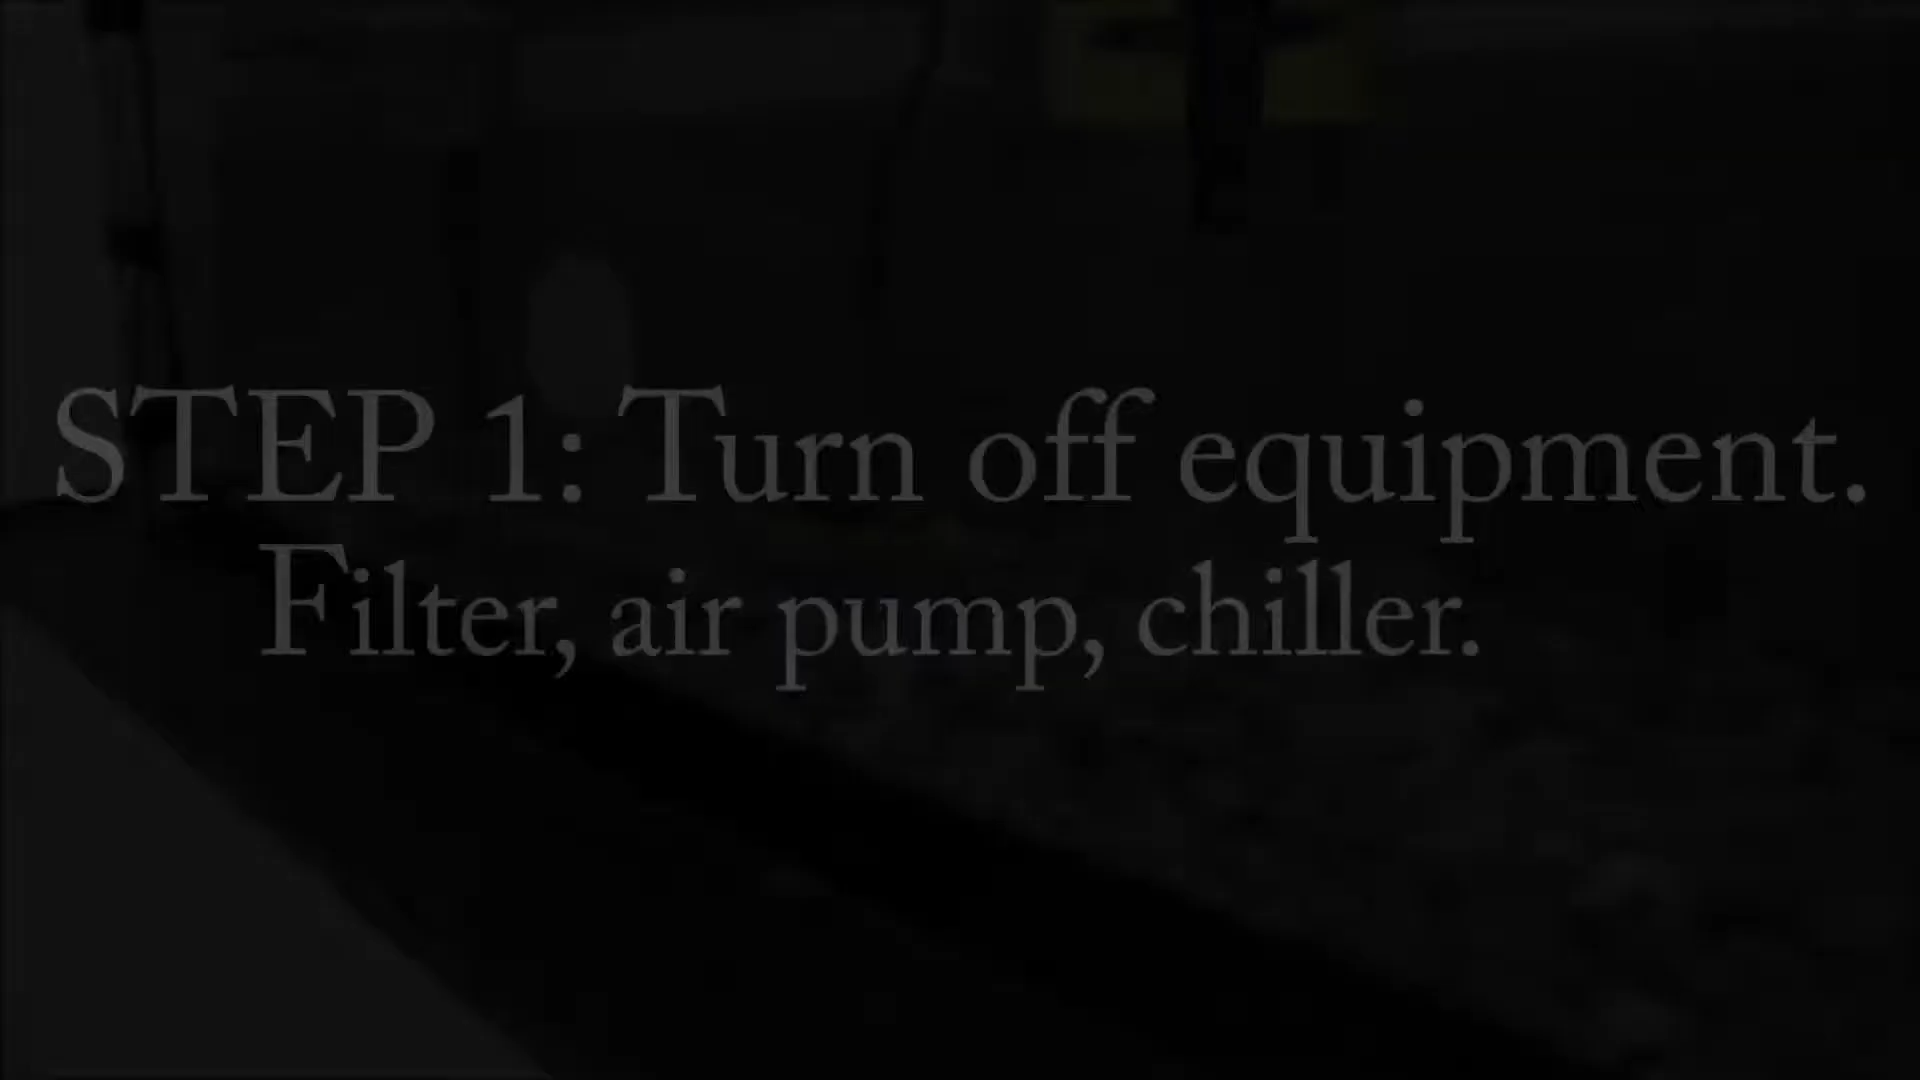 STEP 1: Turn off equipment.
Filter, air pump, chiller.